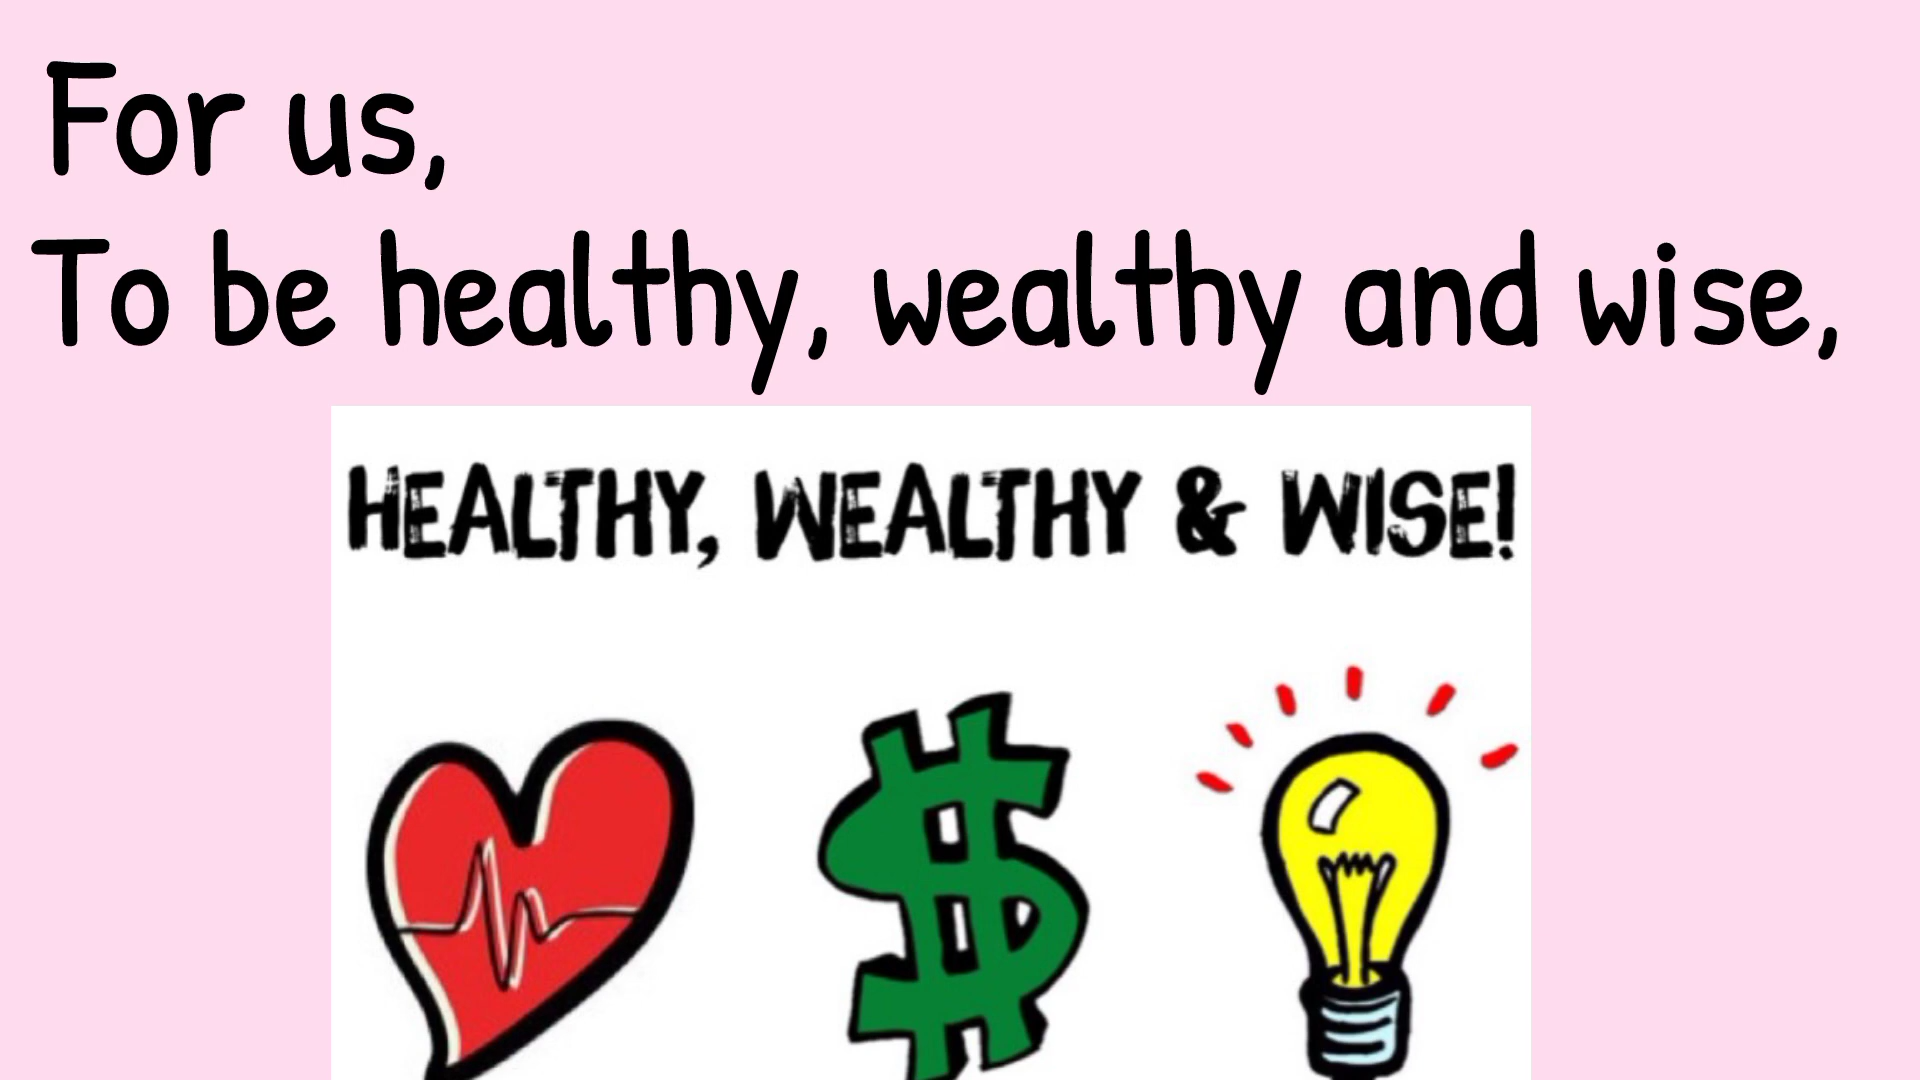 For us,
To be healthy, wealthy and wise,
HEALTHY, WEALTHY & WISE!